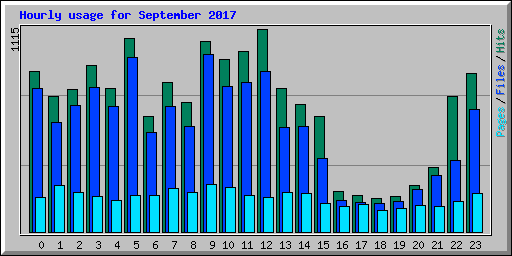 Hourly usage for September 2017
1115
Pages / Files / Hits
0 1 2 3 4 5 6 7 8 9 10 11 12 13 14 15 16 17 18 19 20 21 22 23